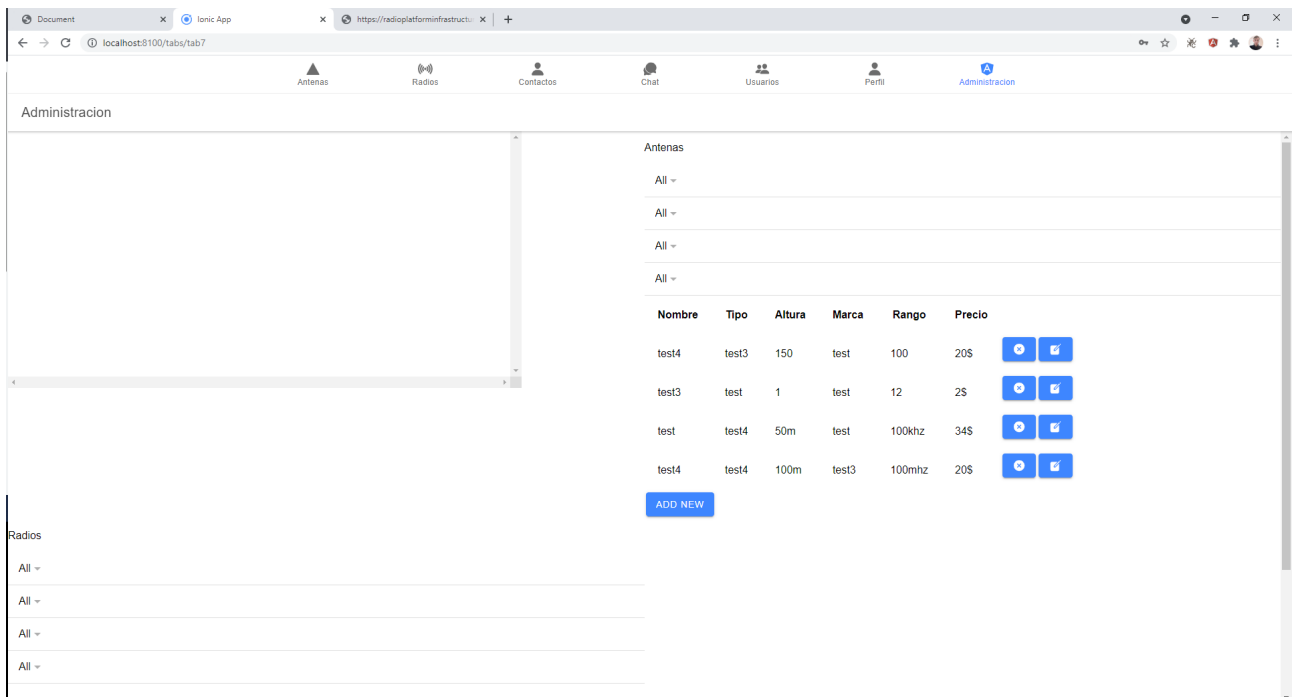 Document
Ionic App
https://radioplatforminfrastructu
localhost:8100/tabs/tab7
Antenas Radios Contactos Chat Usuarios Perfil Administracion
Administracion
Antenas
All
All
All
All
Nombre Tipo Altura Marca Rango Precio
test4 test3 150 test 100 20$
test3 test 1 test 12 2$
test test4 50m test 100khz 34$
test4 test4 100m test3 100mhz 20$
ADD NEW
Radios
All
All
All
All